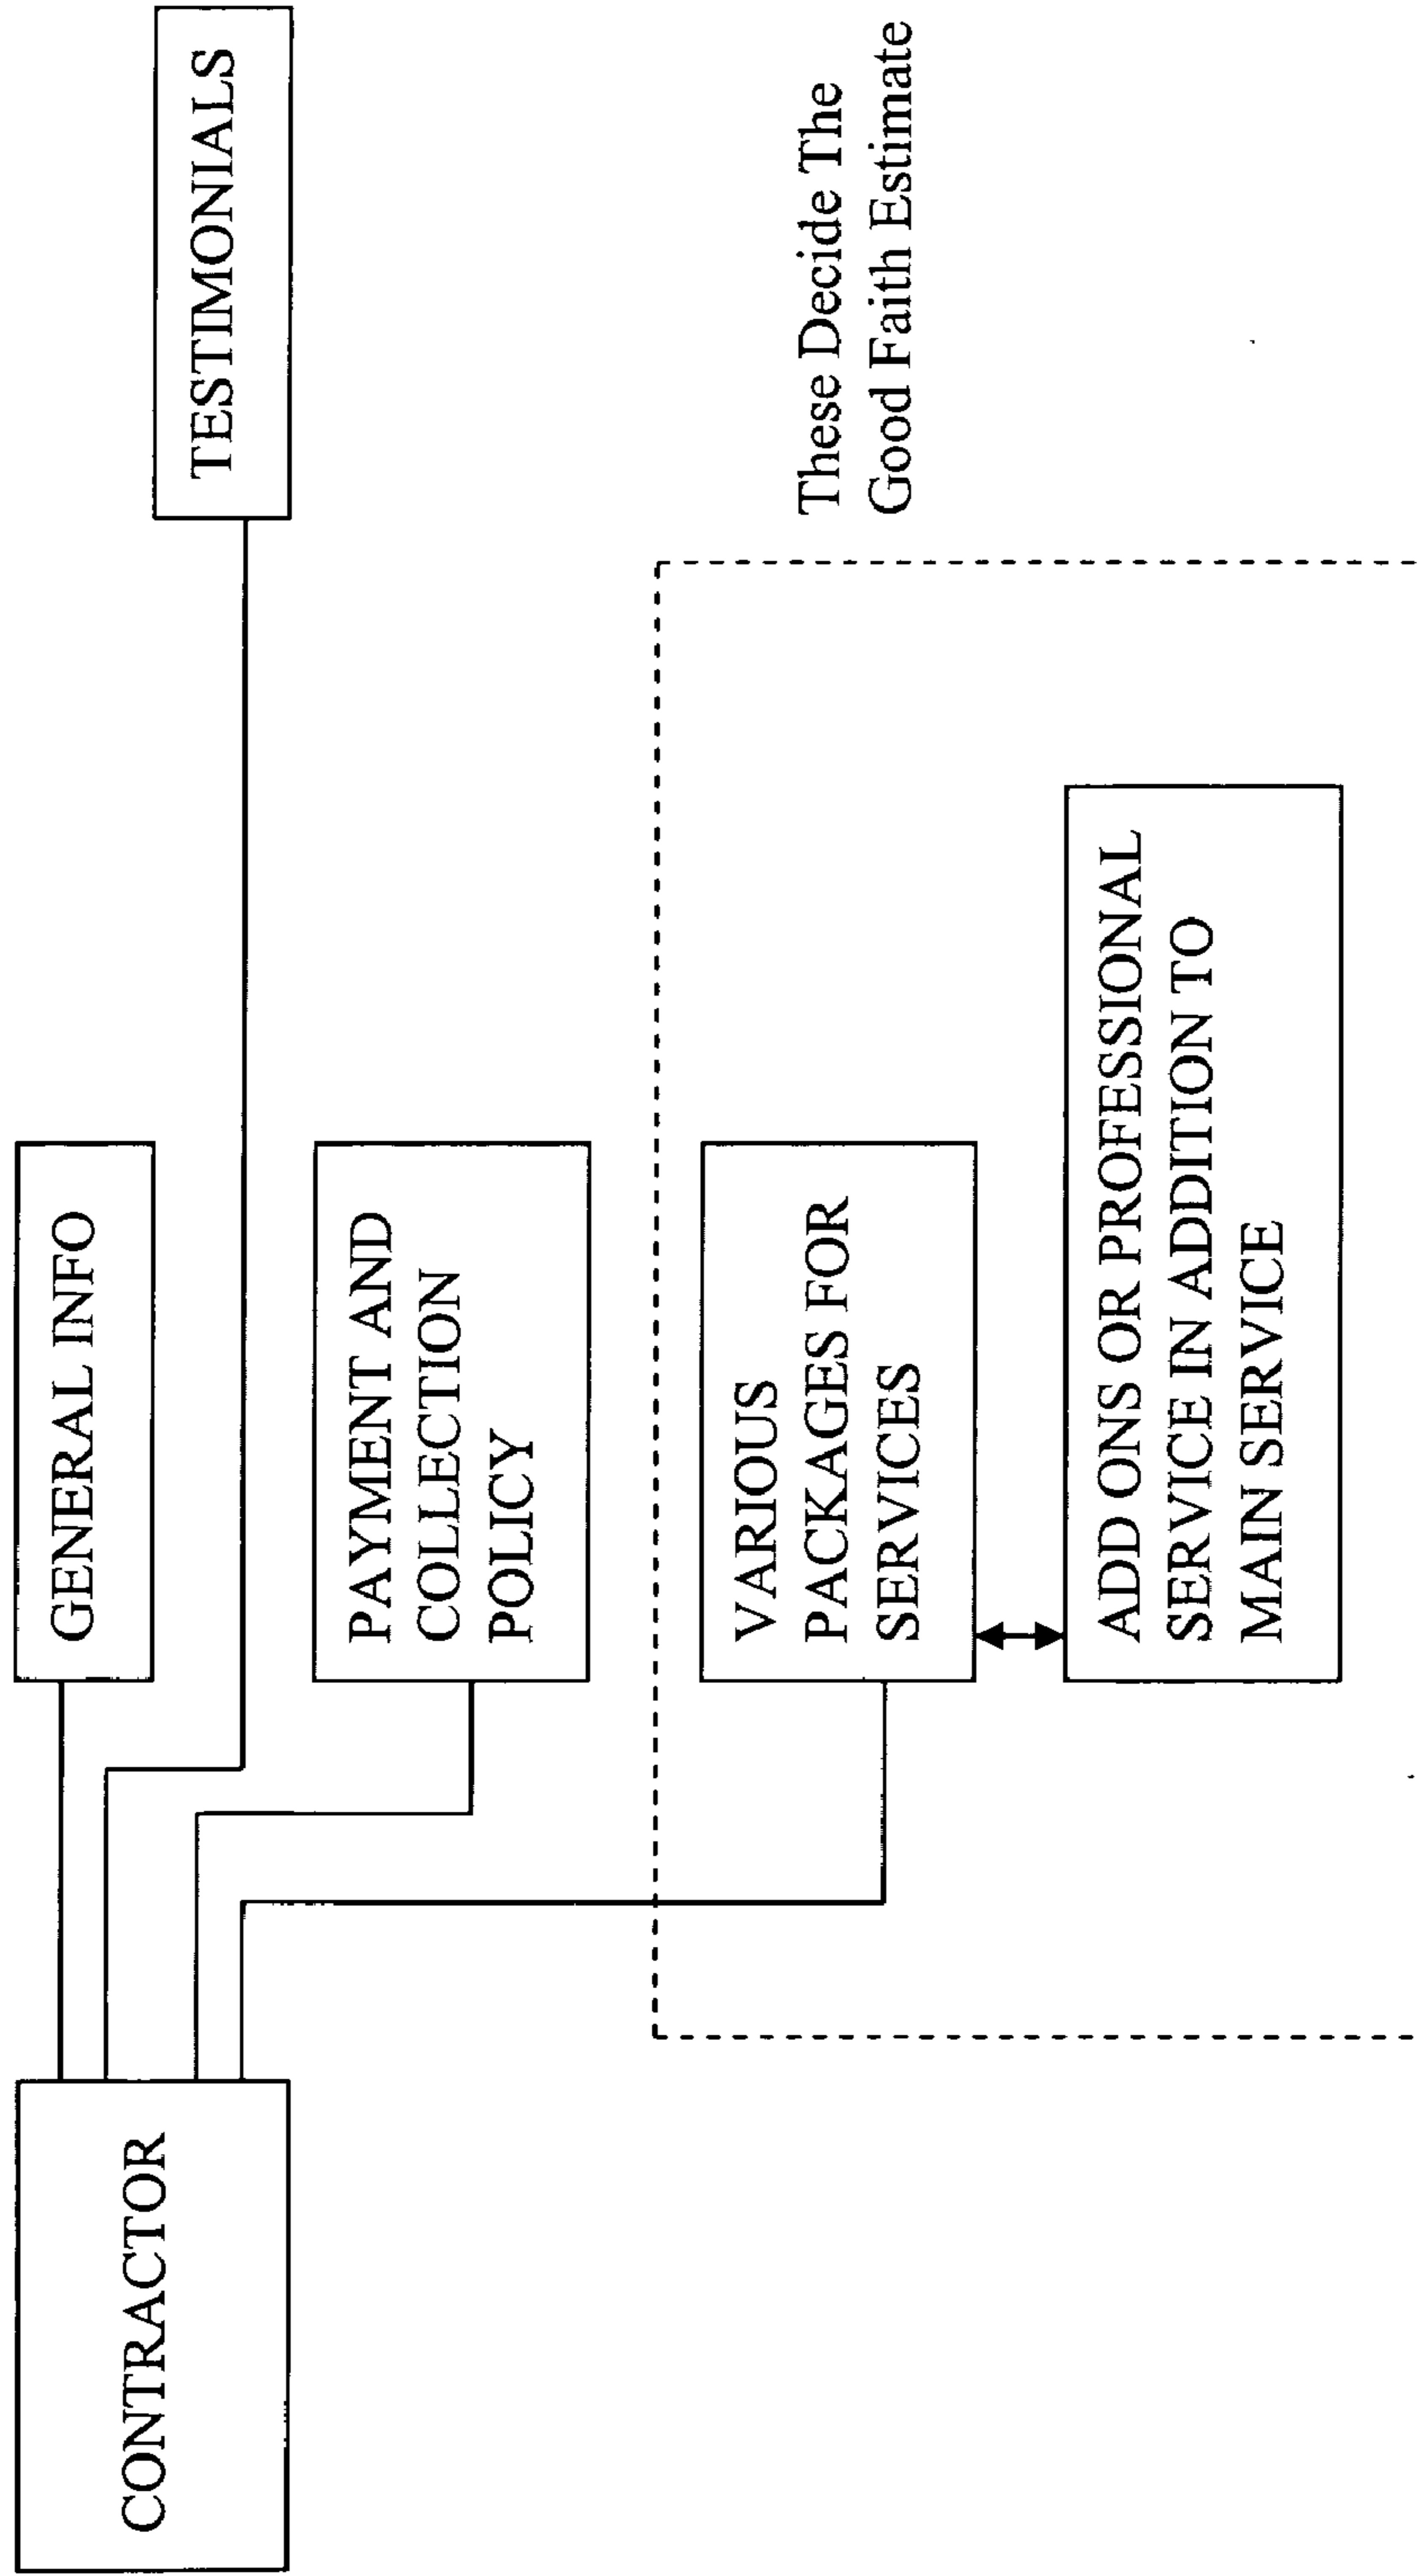 CONTRACTOR
GENERAL INFO
TESTIMONIALS
PAYMENT AND
COLLECTION
POLICY
VARIOUS
PACKAGES FOR
SERVICES
These Decide The
Good Faith Estimate
ADD ONS OR PROFESSIONAL
SERVICE IN ADDITION TO
MAIN SERVICE